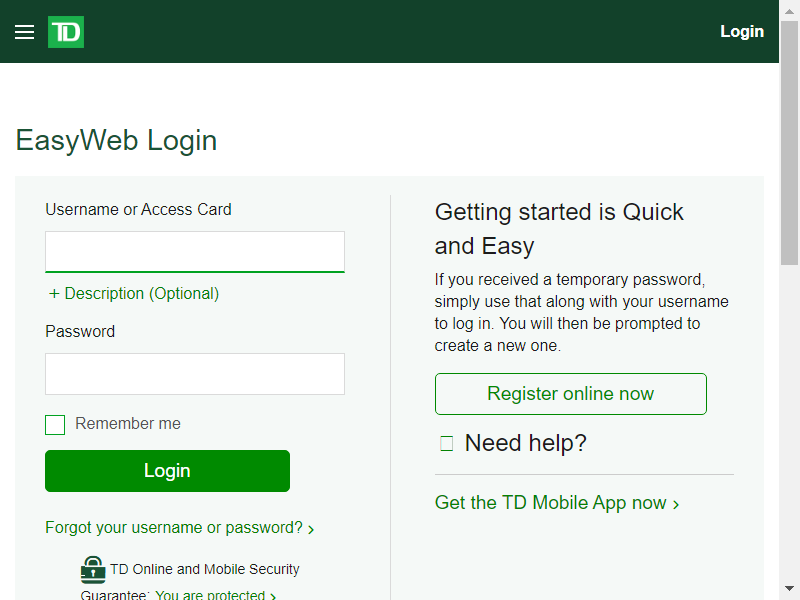 TD
Login
EasyWeb Login
Username or Access Card
+ Description (Optional)
Password
Remember me
Login
Forgot your username or password? ›
TD Online and Mobile Security
Guarantee: You are protected ›
Getting started is Quick
and Easy
If you received a temporary password,
simply use that along with your username
to log in. You will then be prompted to
create a new one.
Register online now
Need help?
Get the TD Mobile App now ›